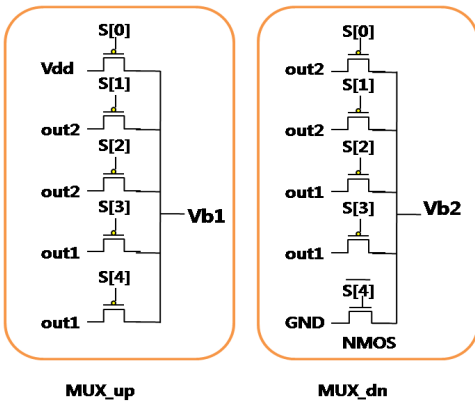 S[0]
Vdd
S[1]
out2
S[2]
out2
S[3]
out1
S[4]
out1
Vb1
MUX_up
S[0]
out2
S[1]
out2
S[2]
out1
S[3]
out1
S̅[̅4̅]̅
GND
NMOS
Vb2
MUX_dn